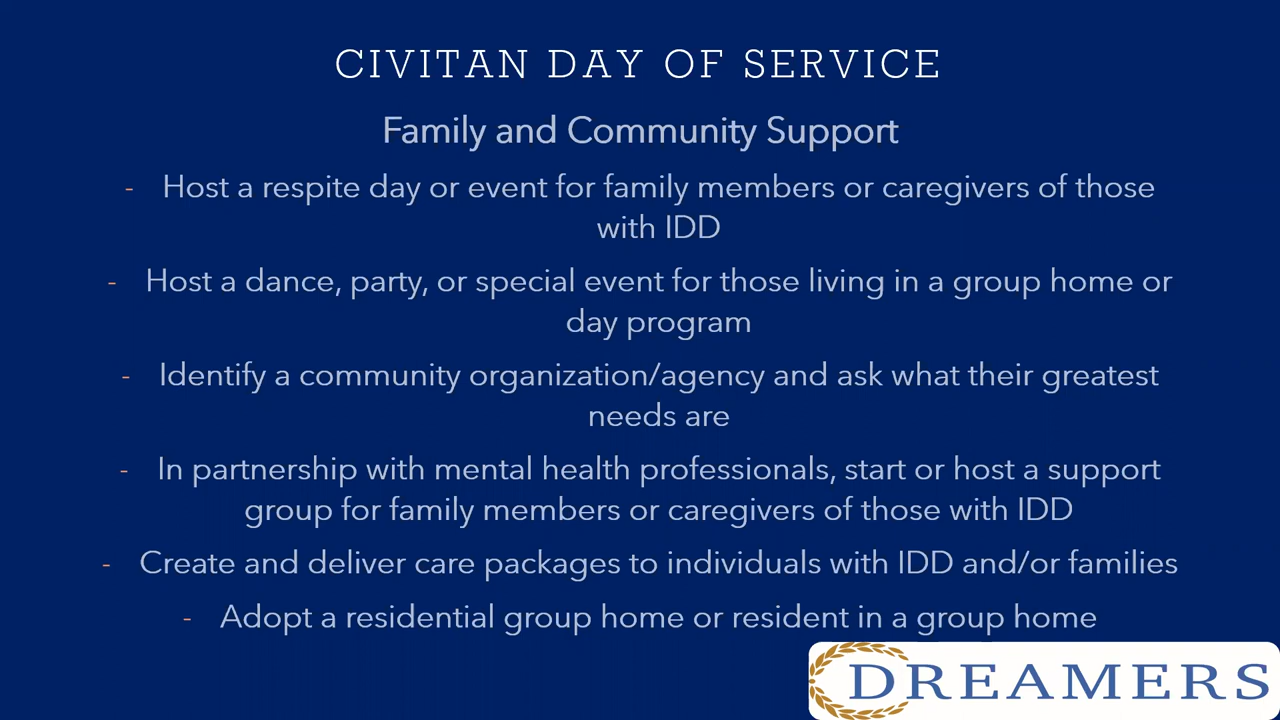 CIVITAN DAY OF SERVICE
Family and Community Support
- Host a respite day or event for family members or caregivers of those
with IDD
- Host a dance, party, or special event for those living in a group home or
day program
- Identify a community organization/agency and ask what their greatest
needs are
- In partnership with mental health professionals, start or host a support
group for family members or caregivers of those with IDD
- Create and deliver care packages to individuals with IDD and/or families
- Adopt a residential group home or resident in a group home
DREAMERS